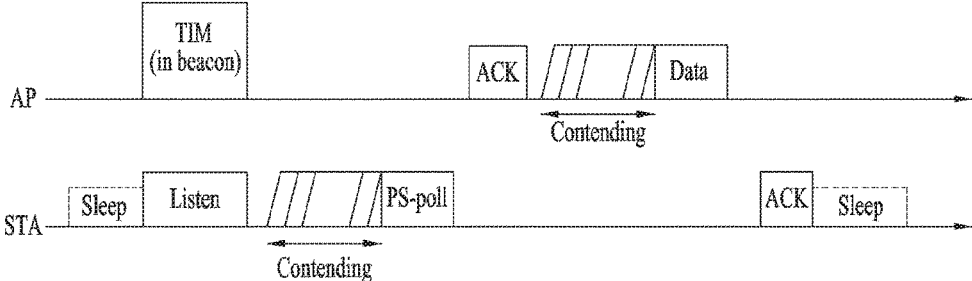 TIM
(in beacon)
ACK
Data
AP
Contending
Sleep
Listen
PS-poll
ACK
Sleep
STA
Contending